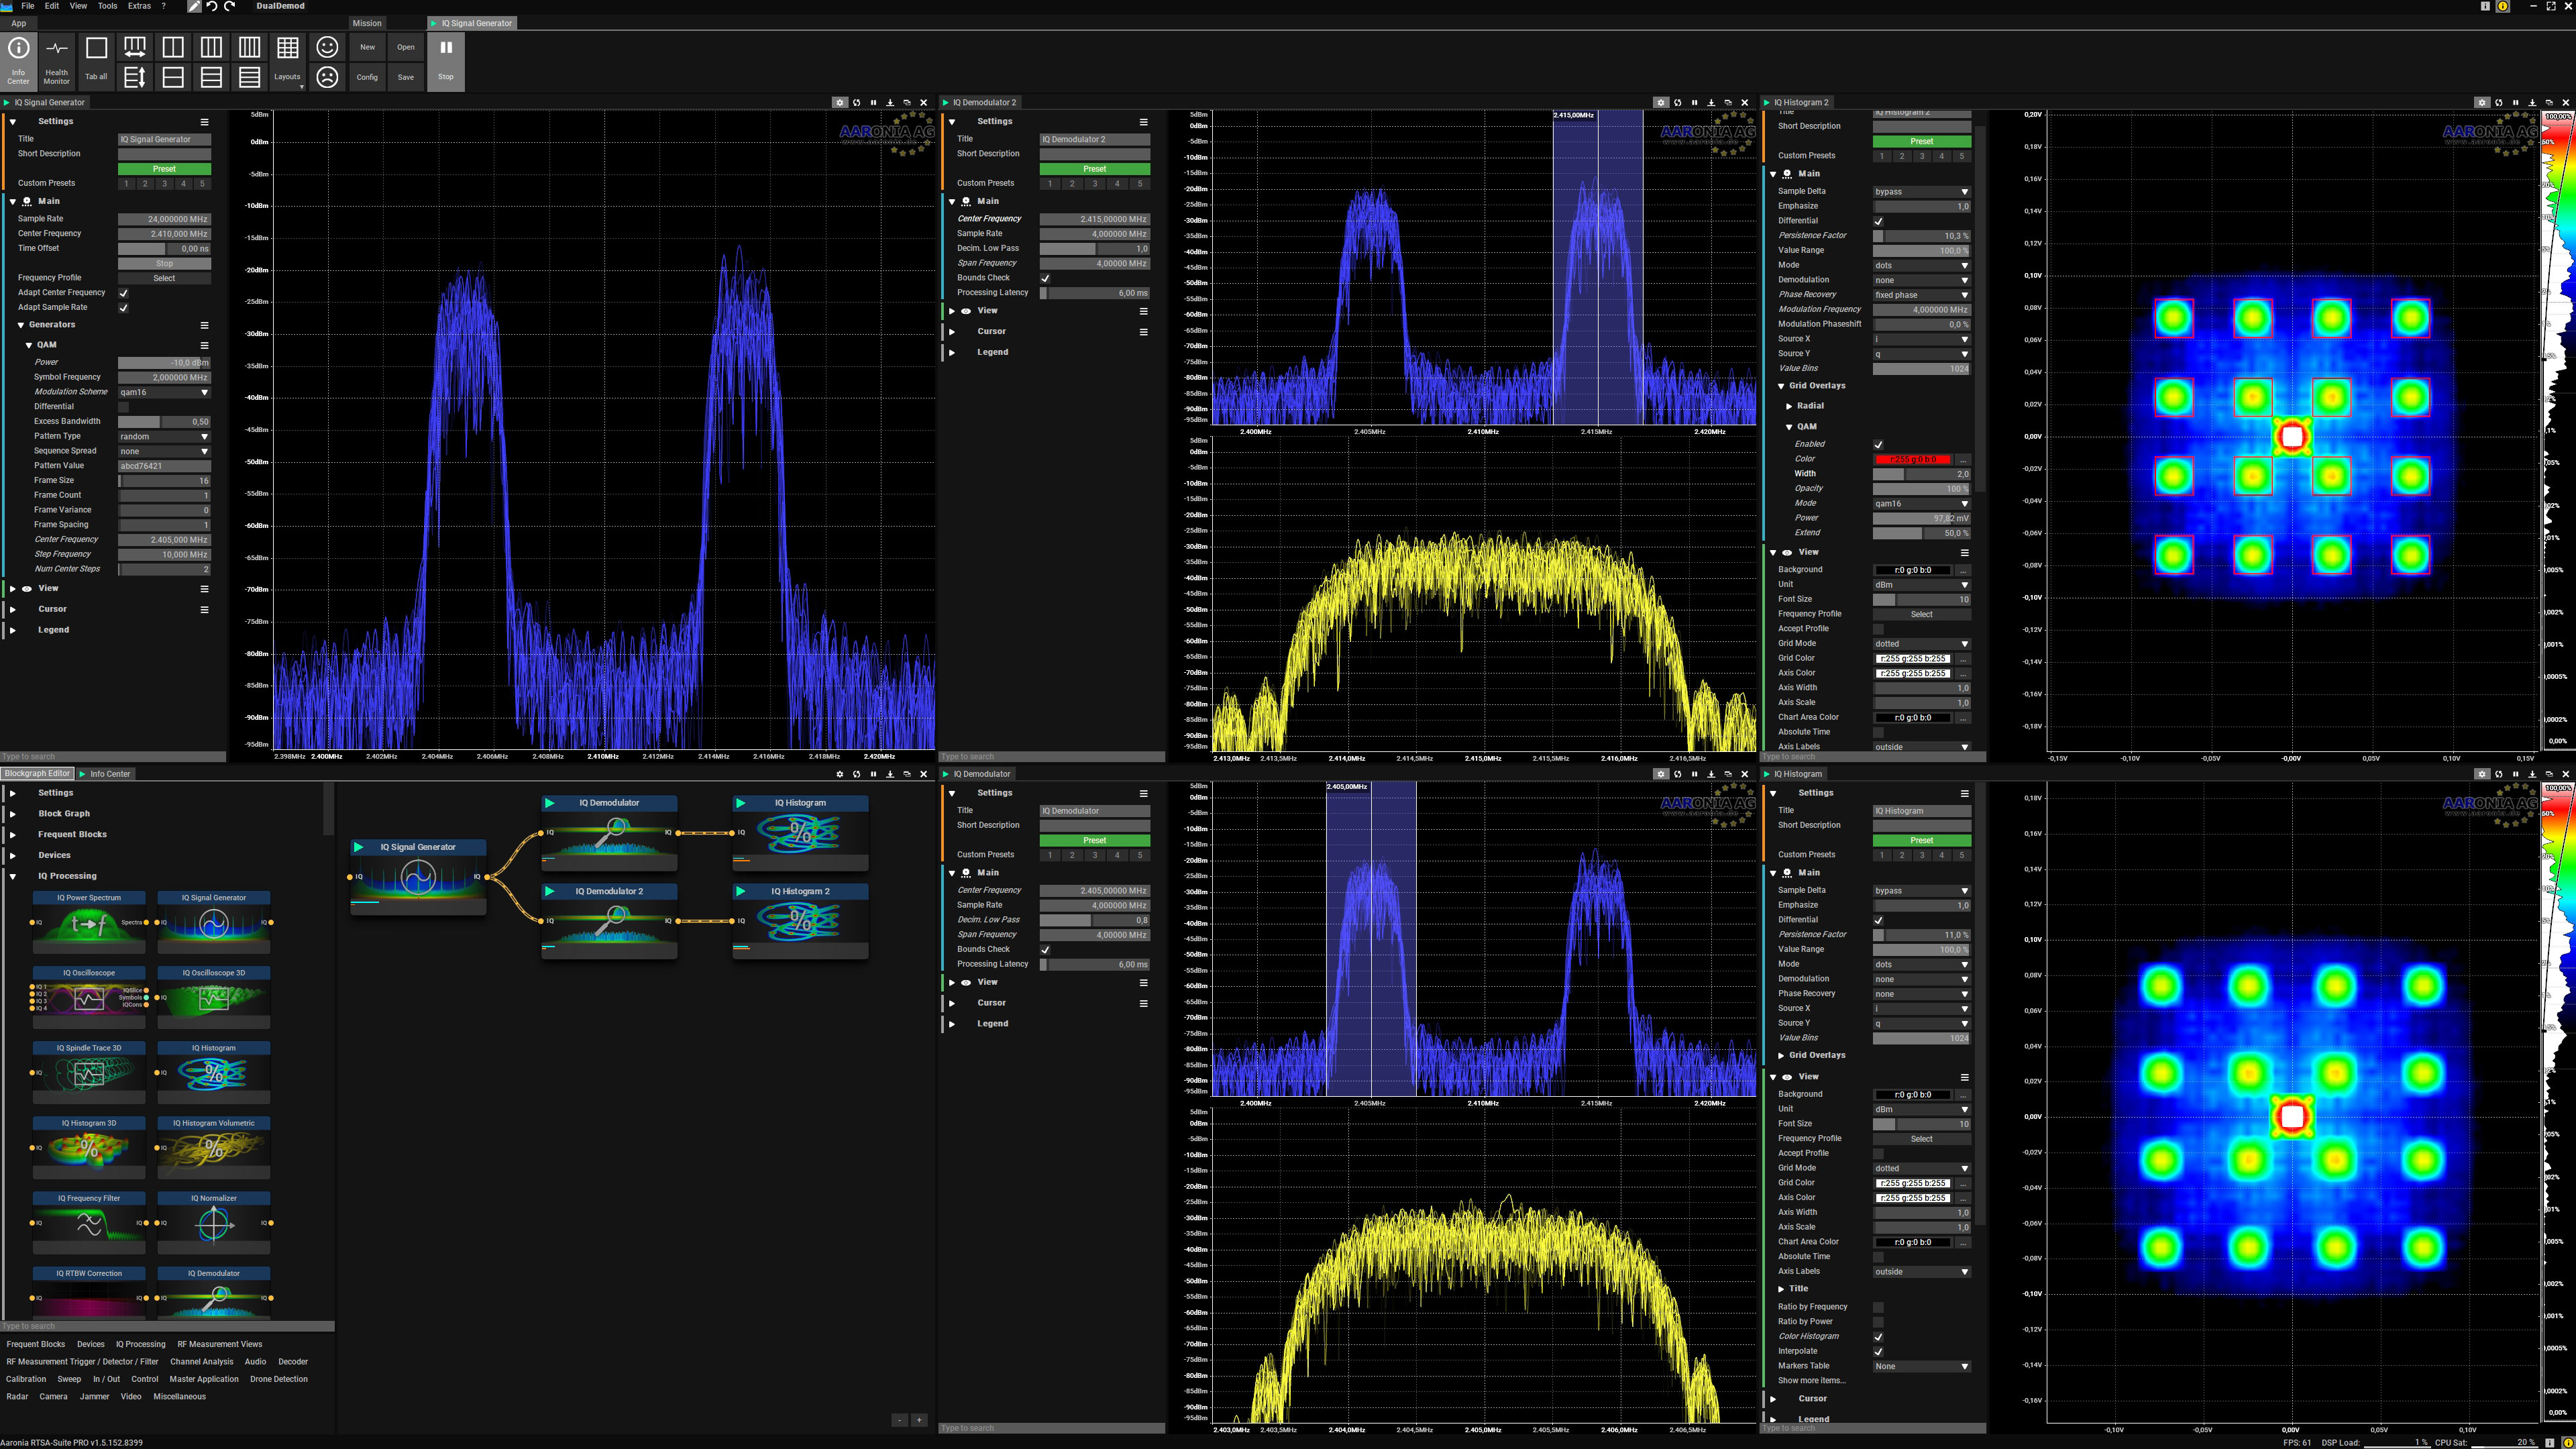 File Edit View Tools Extras ? DualDemod
App Mission IQ Signal Generator
Info Center Health Monitor Tab all Layouts New Open Config Save Stop
IQ Signal Generator
Settings
Title IQ Signal Generator
Short Description
Preset
Custom Presets 1 2 3 4 5
Main
Sample Rate 24,000000 MHz
Center Frequency 2.410,000 MHz
Time Offset 0,00 ns
Stop
Frequency Profile Select
Adapt Center Frequency
Adapt Sample Rate
Generators
QAM
Power -10,0 dBm
Symbol Frequency 2,000000 MHz
Modulation Scheme qam16
Differential
Excess Bandwidth 0,50
Pattern Type random
Sequence Spread none
Pattern Value abcd76421
Frame Size 16
Frame Count 1
Frame Variance 0
Frame Spacing 1
Center Frequency 2.405,000 MHz
Step Frequency 10,000 MHz
Num Center Steps 2
View
Cursor
Legend
Type to search
5dBm
0dBm
-5dBm
-10dBm
-15dBm
-20dBm
-25dBm
-30dBm
-35dBm
-40dBm
-45dBm
-50dBm
-55dBm
-60dBm
-65dBm
-70dBm
-75dBm
-80dBm
-85dBm
-90dBm
-95dBm
2.398MHz 2.400MHz 2.402MHz 2.404MHz 2.406MHz 2.408MHz 2.410MHz 2.412MHz 2.414MHz 2.416MHz 2.418MHz 2.420MHz
AARONIA AG
www.aaronia.de
IQ Demodulator 2
Settings
Title IQ Demodulator 2
Short Description
Preset
Custom Presets 1 2 3 4 5
Main
Center Frequency 2.415,00000 MHz
Sample Rate 4,000000 MHz
Decim. Low Pass 1,0
Span Frequency 4,00000 MHz
Bounds Check
Processing Latency 6,00 ms
View
Cursor
Legend
Type to search
2.415,00MHz
2.400MHz 2.405MHz 2.410MHz 2.415MHz 2.420MHz
2.413,0MHz 2.413,5MHz 2.414,0MHz 2.414,5MHz 2.415,0MHz 2.415,5MHz 2.416,0MHz 2.416,5MHz
AARONIA AG
IQ Histogram 2
Title IQ Histogram 2
Short Description
Preset
Custom Presets 1 2 3 4 5
Main
Sample Delta bypass
Emphasize 1,0
Differential
Persistence Factor 10,3 %
Value Range 100,0 %
Mode dots
Demodulation none
Phase Recovery fixed phase
Modulation Frequency 4,000000 MHz
Modulation Phaseshift 0,0 %
Source X i
Source Y q
Value Bins 1024
Grid Overlays
Radial
QAM
Enabled
Color r:255 g:0 b:0 ...
Width 2,0
Opacity 100 %
Mode qam16
Power 97,82 mV
Extend 50,0 %
View
Background r:0 g:0 b:0 ...
Unit dBm
Font Size 10
Frequency Profile Select
Accept Profile
Grid Mode dotted
Grid Color r:255 g:255 b:255 ...
Axis Color r:255 g:255 b:255 ...
Axis Width 1,0
Axis Scale 1,0
Chart Area Color r:0 g:0 b:0 ...
Absolute Time
Axis Labels outside
Type to search
0,20V
0,18V
0,16V
0,14V
0,12V
0,10V
0,08V
0,06V
0,04V
0,02V
0,00V
-0,02V
-0,04V
-0,06V
-0,08V
-0,10V
-0,12V
-0,14V
-0,16V
-0,18V
-0,15V -0,10V -0,05V -0,00V 0,05V 0,10V 0,15V
AARONIA AG
100,00%
0,00%
Blockgraph Editor Info Center
Settings
Block Graph
Frequent Blocks
Devices
IQ Processing
IQ Power Spectrum IQ Signal Generator
IQ Oscilloscope IQ Oscilloscope 3D
IQ Spindle Trace 3D IQ Histogram
IQ Histogram 3D IQ Histogram Volumetric
IQ Frequency Filter IQ Normalizer
IQ RTBW Correction IQ Demodulator
Type to search
Frequent Blocks Devices IQ Processing RF Measurement Views
RF Measurement Trigger / Detector / Filter Channel Analysis Audio Decoder
Calibration Sweep In / Out Control Master Application Drone Detection
Radar Camera Jammer Video Miscellaneous
IQ Signal Generator
IQ Demodulator IQ Histogram
IQ Demodulator 2 IQ Histogram 2
- +
IQ Demodulator
Settings
Title IQ Demodulator
Short Description
Preset
Custom Presets 1 2 3 4 5
Main
Center Frequency 2.405,00000 MHz
Sample Rate 4,000000 MHz
Decim. Low Pass 0,8
Span Frequency 4,00000 MHz
Bounds Check
Processing Latency 6,00 ms
View
Cursor
Legend
Type to search
2.405,00MHz
2.400MHz 2.405MHz 2.410MHz 2.415MHz 2.420MHz
2.403,0MHz 2.403,5MHz 2.404,0MHz 2.404,5MHz 2.405,0MHz 2.405,5MHz 2.406,0MHz 2.406,5MHz
AARONIA AG
IQ Histogram
Settings
Title IQ Histogram
Short Description
Preset
Custom Presets 1 2 3 4 5
Main
Sample Delta bypass
Emphasize 1,0
Differential
Persistence Factor 11,0 %
Value Range 100,0 %
Mode dots
Demodulation none
Phase Recovery none
Source X i
Source Y q
Value Bins 1024
Grid Overlays
View
Background r:0 g:0 b:0 ...
Unit dBm
Font Size 10
Frequency Profile Select
Accept Profile
Grid Mode dotted
Grid Color r:255 g:255 b:255 ...
Axis Color r:255 g:255 b:255 ...
Axis Width 1,0
Axis Scale 1,0
Chart Area Color r:0 g:0 b:0 ...
Absolute Time
Axis Labels outside
Title
Ratio by Frequency
Ratio by Power
Color Histogram
Interpolate
Markers Table None
Show more items...
Cursor
Legend
Type to search
0,18V
0,16V
0,14V
0,12V
0,10V
0,08V
0,06V
0,04V
0,02V
0,00V
-0,02V
-0,04V
-0,06V
-0,08V
-0,10V
-0,12V
-0,14V
-0,16V
-0,10V -0,05V 0,00V 0,05V 0,10V
AARONIA AG
100,00%
0,00%
Aaronia RTSA-Suite PRO v1.5.152.8399
FPS: 61 DSP Load: 1 % CPU Sat: 20 %